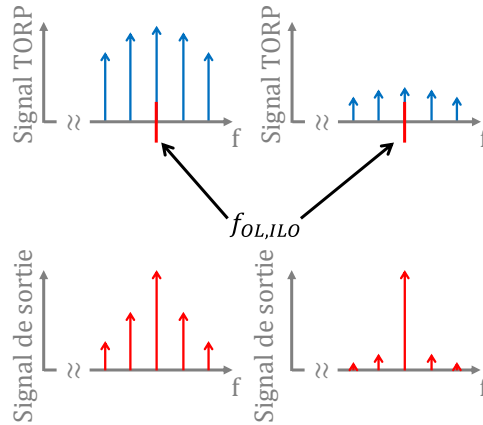 Signal TORP
f
Signal TORP
f
f_{OL,ILO}
Signal de sortie
f
Signal de sortie
f